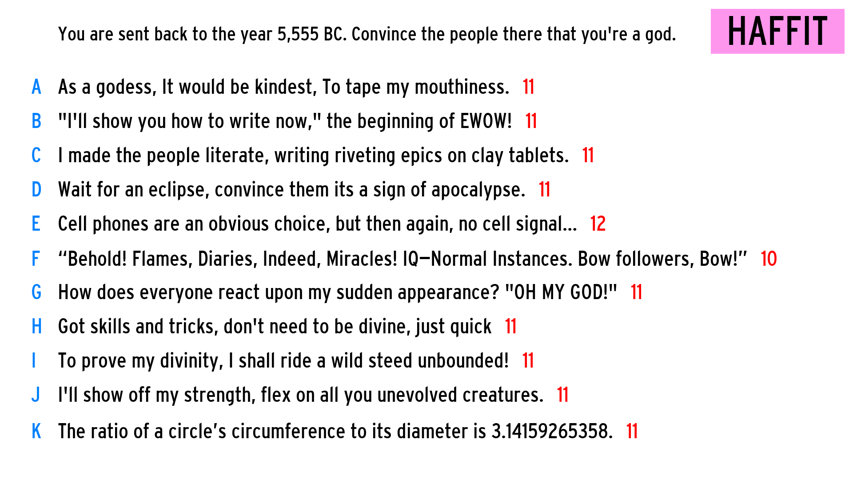 You are sent back to the year 5,555 BC. Convince the people there that you're a god.
HAFFIT
A As a godess, It would be kindest, To tape my mouthiness. 11
B "I'll show you how to write now," the beginning of EWOW! 11
C I made the people literate, writing riveting epics on clay tablets. 11
D Wait for an eclipse, convince them its a sign of apocalypse. 11
E Cell phones are an obvious choice, but then again, no cell signal... 12
F “Behold! Flames, Diaries, Indeed, Miracles! IQ–Normal Instances. Bow followers, Bow!” 10
G How does everyone react upon my sudden appearance? "OH MY GOD!" 11
H Got skills and tricks, don't need to be divine, just quick 11
I To prove my divinity, I shall ride a wild steed unbounded! 11
J I'll show off my strength, flex on all you unevolved creatures. 11
K The ratio of a circle’s circumference to its diameter is 3.14159265358. 11